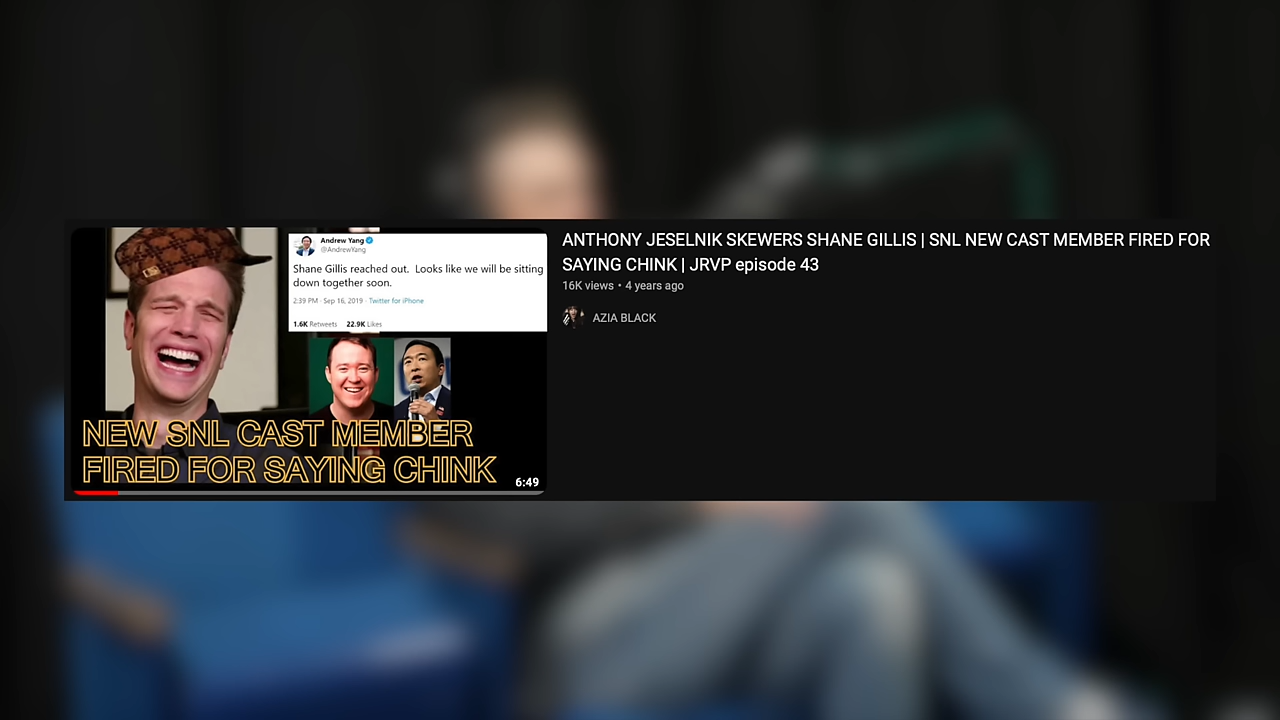 Andrew Yang
@AndrewYang
Shane Gillis reached out. Looks like we will be sitting
down together soon.
2:39 PM · Sep 16, 2019 · Twitter for iPhone
1.6K Retweets 22.9K Likes
NEW SNL CAST MEMBER
FIRED FOR SAYING CHINK
6:49
ANTHONY JESELNIK SKEWERS SHANE GILLIS | SNL NEW CAST MEMBER FIRED FOR
SAYING CHINK | JRVP episode 43
16K views • 4 years ago
AZIA BLACK